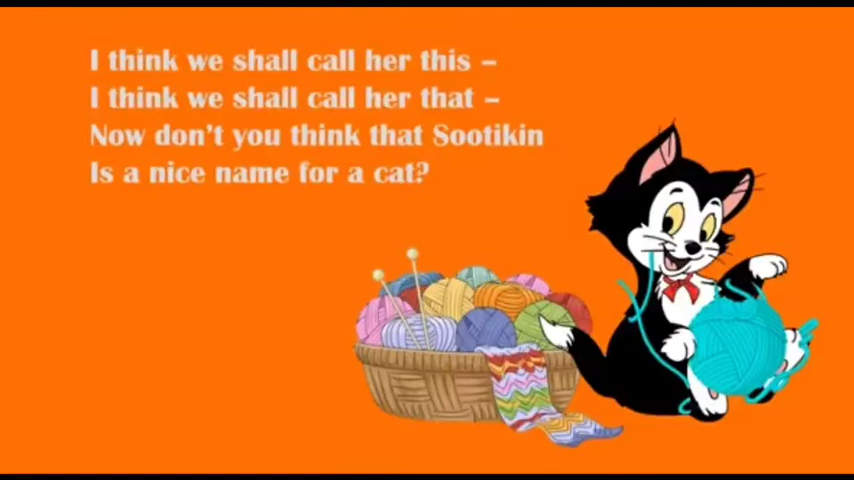 I think we shall call her this –
I think we shall call her that –
Now don't you think that Sootikin
Is a nice name for a cat?